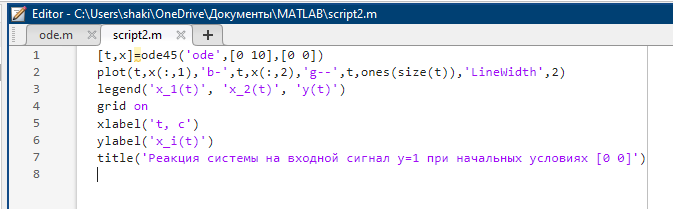 Editor - C:\Users\shaki\OneDrive\Документы\MATLAB\script2.m
ode.m × script2.m × +
1 [t,x]=ode45('ode',[0 10],[0 0])
2 plot(t,x(:,1),'b-',t,x(:,2),'g--',t,ones(size(t)),'LineWidth',2)
3 legend('x_1(t)', 'x_2(t)', 'y(t)')
4 grid on
5 xlabel('t, c')
6 ylabel('x_i(t)')
7 title('Реакция системы на входной сигнал y=1 при начальных условиях [0 0]')
8